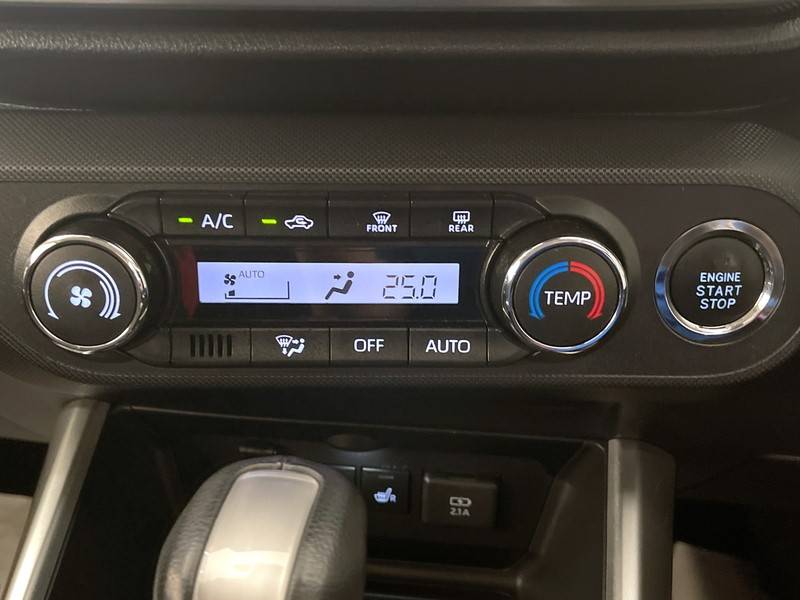 A/C
FRONT
REAR
AUTO
25.0
TEMP
ENGINE
START
STOP
OFF
AUTO
R
2.1A